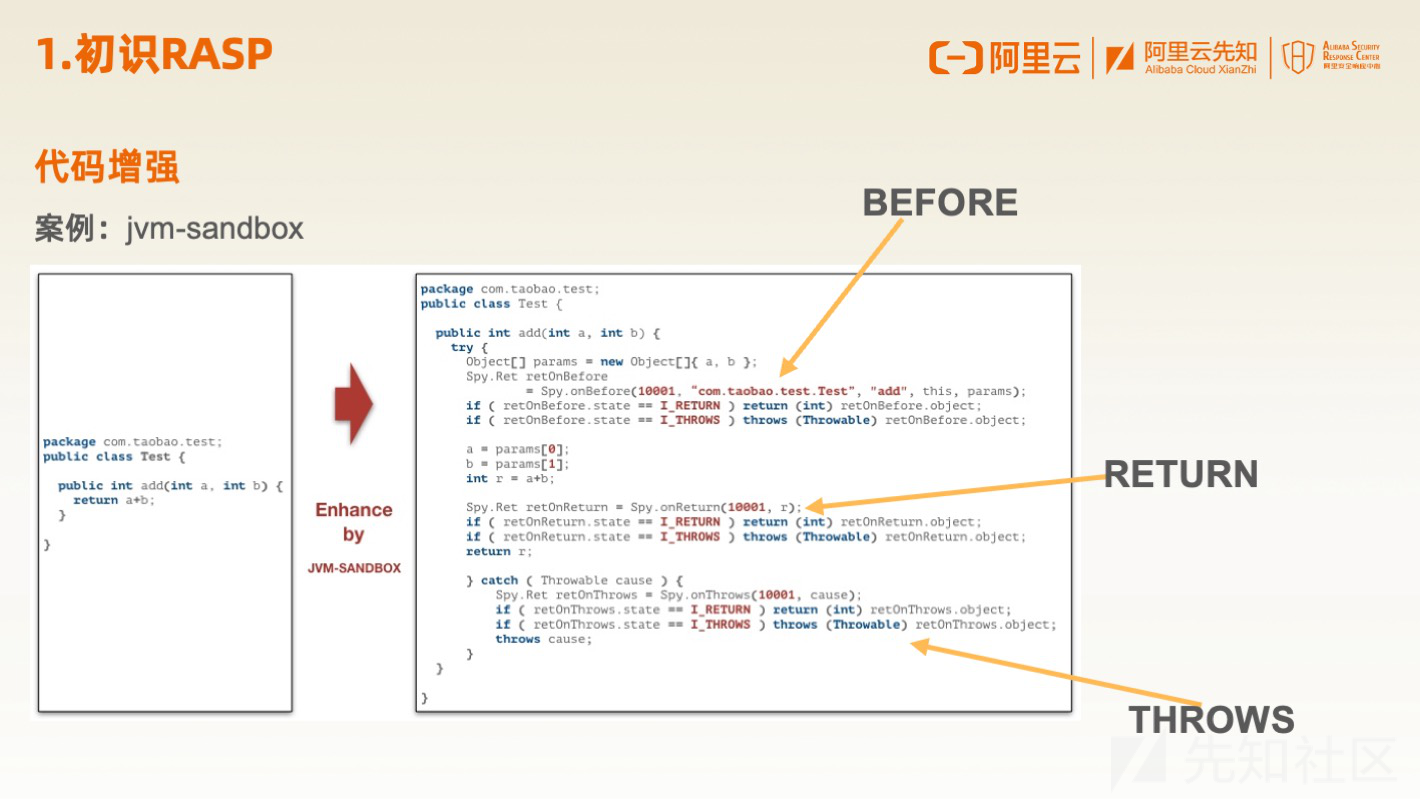 1.初识RASP
阿里云
阿里云先知
Alibaba Cloud XianZhi
ALIBABA SECURITY
RESPONSE CENTER
阿里安全响应中心
代码增强
案例：jvm-sandbox
BEFORE
package com.taobao.test;
public class Test {
public int add(int a, int b) {
return a+b;
}
}
Enhance
by
JVM-SANDBOX
package com.taobao.test;
public class Test {
public int add(int a, int b) {
try {
Object[] params = new Object[]{ a, b };
Spy.Ret retOnBefore
= Spy.onBefore(10001, “com.taobao.test.Test”, "add", this, params);
if ( retOnBefore.state == I_RETURN ) return (int) retOnBefore.object;
if ( retOnBefore.state == I_THROWS ) throws (Throwable) retOnBefore.object;
a = params[0];
b = params[1];
int r = a+b;
Spy.Ret retOnReturn = Spy.onReturn(10001, r);
if ( retOnReturn.state == I_RETURN ) return (int) retOnReturn.object;
if ( retOnReturn.state == I_THROWS ) throws (Throwable) retOnReturn.object;
return r;
} catch ( Throwable cause ) {
Spy.Ret retOnThrows = Spy.onThrows(10001, cause);
if ( retOnThrows.state == I_RETURN ) return (int) retOnThrows.object;
if ( retOnThrows.state == I_THROWS ) throws (Throwable) retOnThrows.object;
throws cause;
}
}
}
RETURN
THROWS
先知社区